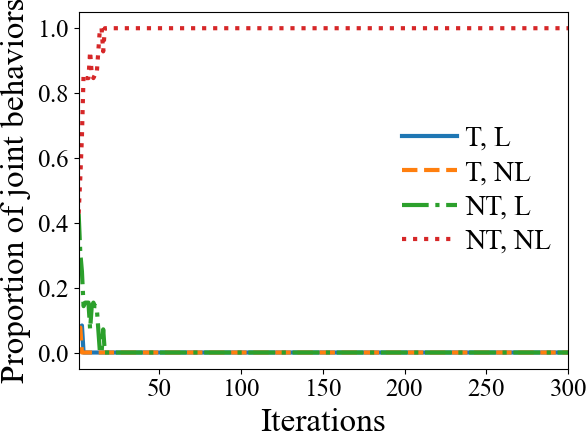 Proportion of joint behaviors
1.0
0.8
0.6
0.4
0.2
0.0
T, L
T, NL
NT, L
NT, NL
50
100
150
200
250
300
Iterations